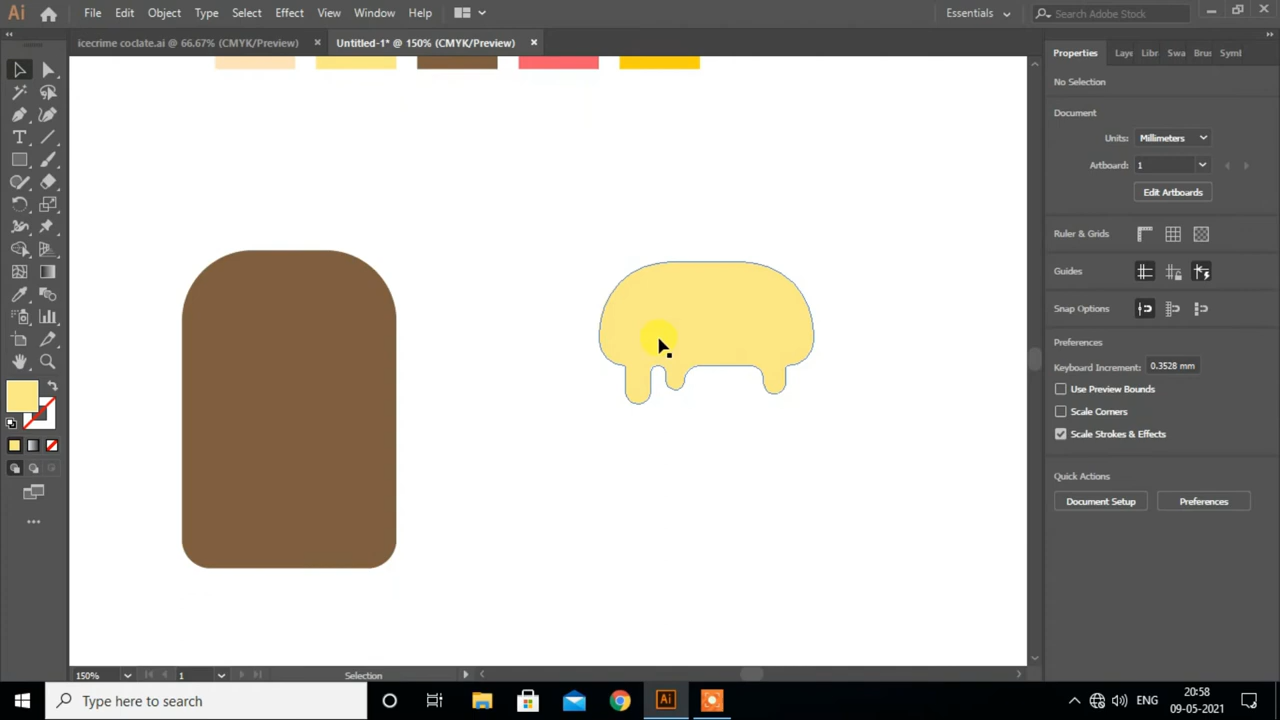 Ai File Edit Object Type Select Effect View Window Help Essentials Search Adobe Stock
icecrime coclate.ai @ 66.67% (CMYK/Preview) × Untitled-1* @ 150% (CMYK/Preview) ×
Properties Laye Libr Swa Brus Syml
No Selection
Document
Units: Millimeters
Artboard: 1
Edit Artboards
Ruler & Grids
Guides
Snap Options
Preferences
Keyboard Increment: 0.3528 mm
Use Preview Bounds
Scale Corners
Scale Strokes & Effects
Quick Actions
Document Setup Preferences
150% 1 Selection
Type here to search
Ai
ENG
20:58
09-05-2021